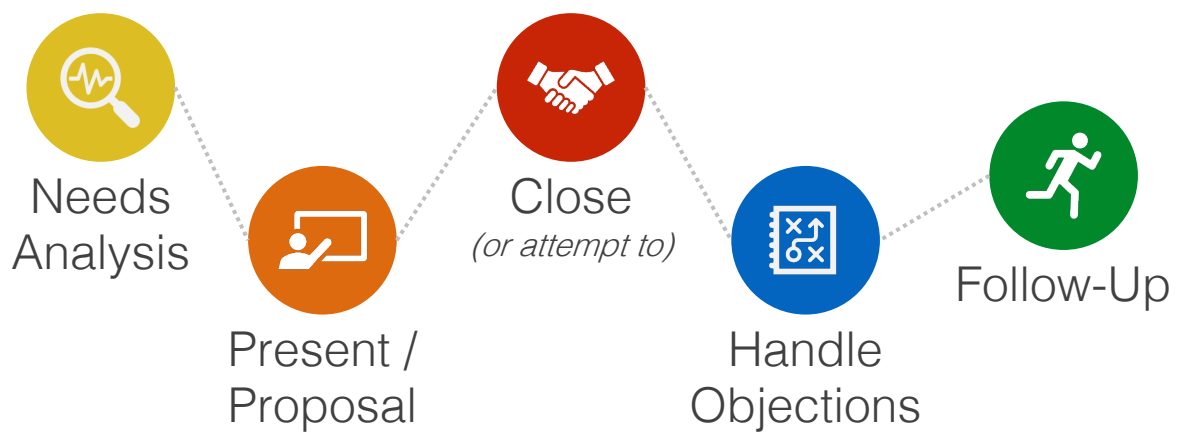 Needs
Analysis
Present /
Proposal
Close
(or attempt to)
Handle
Objections
Follow-Up